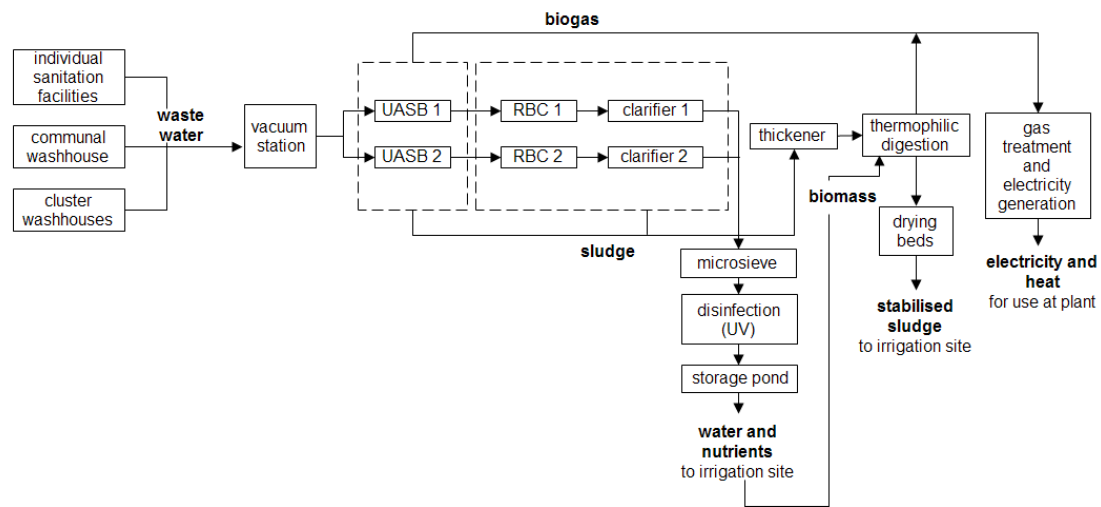 biogas
individual
sanitation
facilities
communal
washhouse
cluster
washhouses
waste
water
vacuum
station
UASB 1
UASB 2
RBC 1
RBC 2
clarifier 1
clarifier 2
sludge
thickener
thermophilic
digestion
biomass
drying
beds
stabilised
sludge
to irrigation site
gas
treatment
and
electricity
generation
electricity and
heat
for use at plant
microsieve
disinfection
(UV)
storage pond
water and
nutrients
to irrigation site